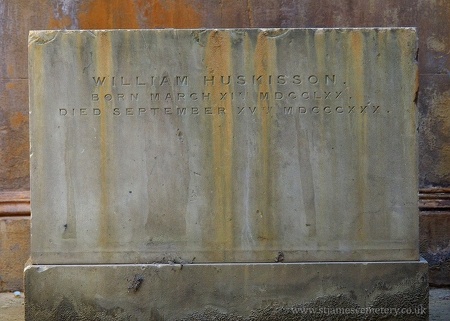 WILLIAM HUSKISSON.
BORN MARCH XI MDCCLXX.
DIED SEPTEMBER XV MDCCCXXX.
www.stjamescemetery.co.uk